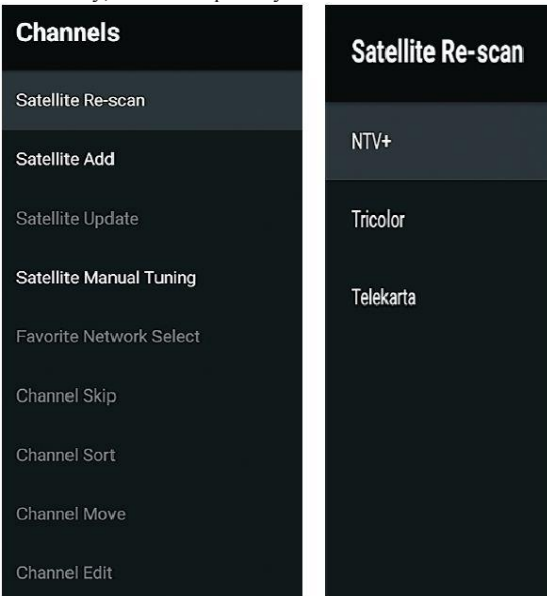 Channels
Satellite Re-scan
Satellite Add
Satellite Update
Satellite Manual Tuning
Favorite Network Select
Channel Skip
Channel Sort
Channel Move
Channel Edit
Satellite Re-scan
NTV+
Tricolor
Telekarta